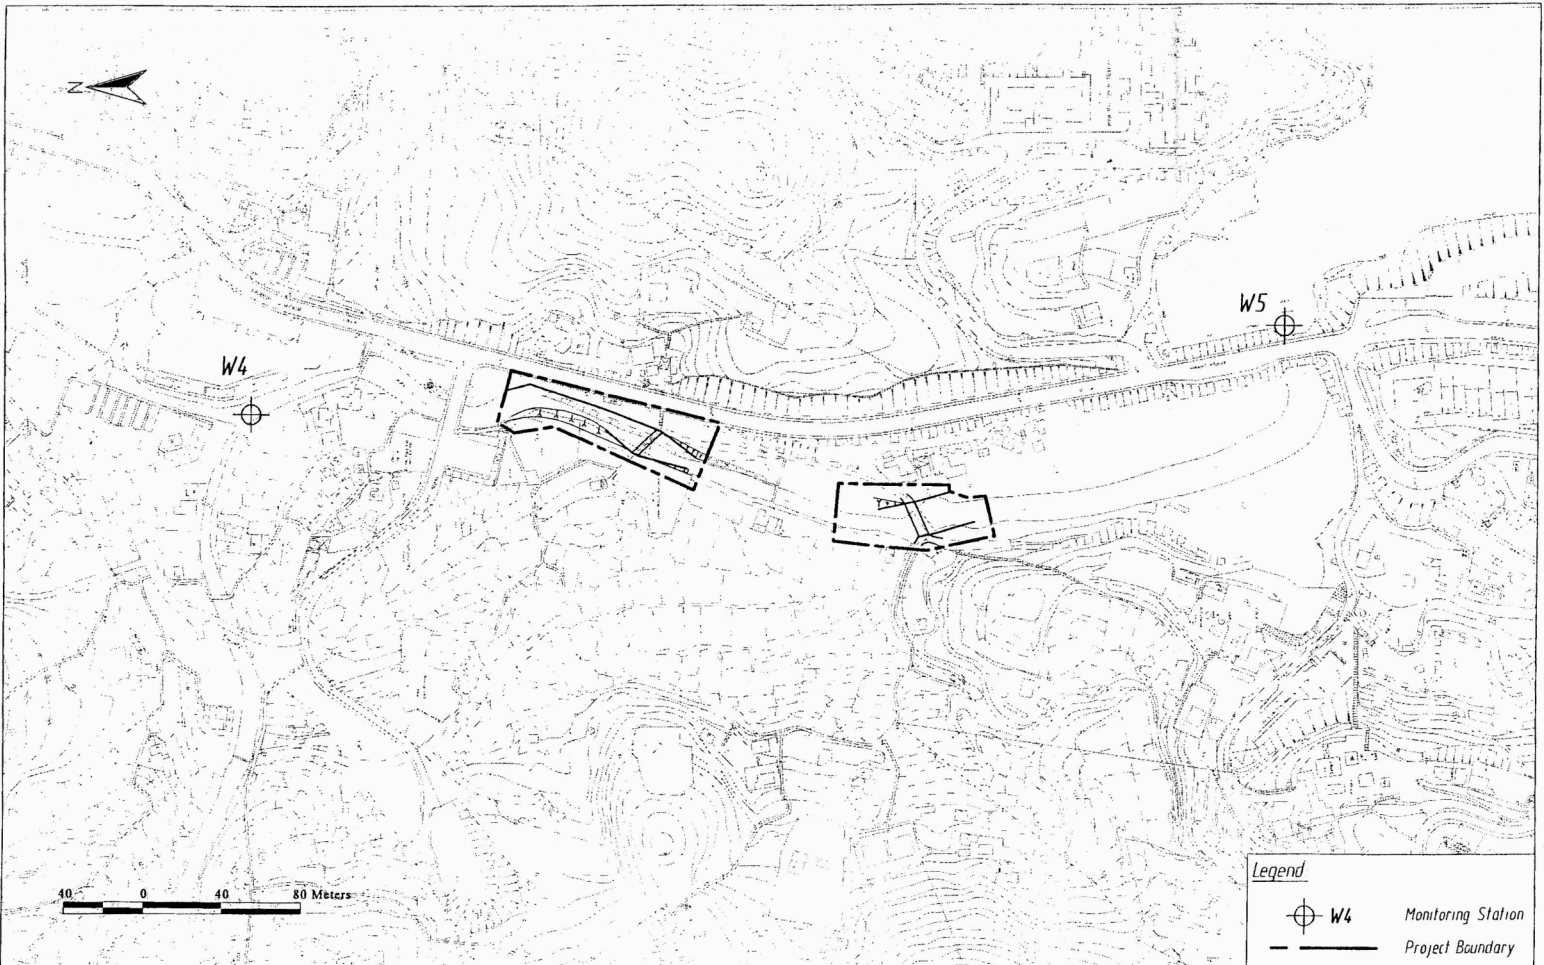 N
W5
W4
40 0 40 80 Meters
Legend
W4 Monitoring Station
Project Boundary